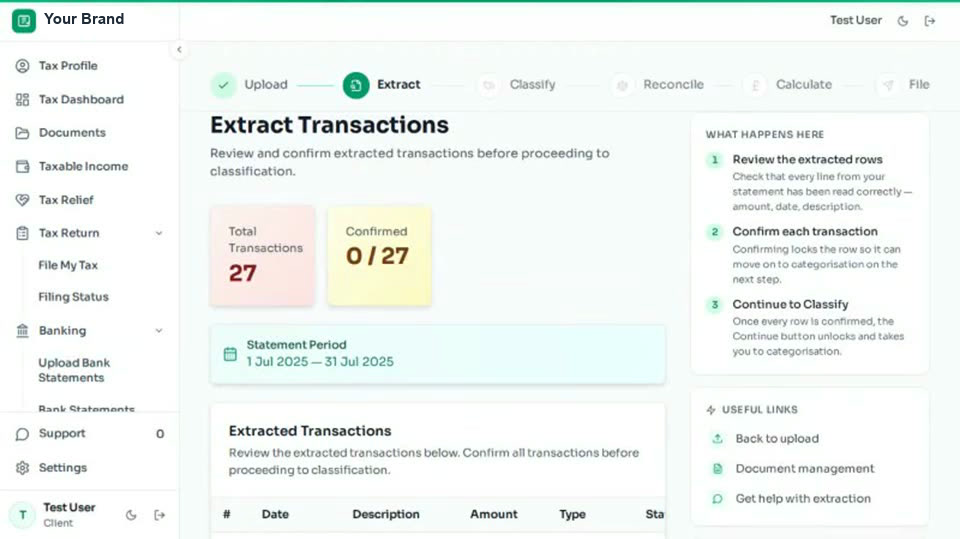 Your Brand
Test User
Tax Profile
Tax Dashboard
Documents
Taxable Income
Tax Relief
Tax Return
File My Tax
Filing Status
Banking
Upload Bank
Statements
Bank Statements
Support 0
Settings
T
Test User
Client
Upload
Extract
Classify
Reconcile
£
Calculate
File
Extract Transactions
Review and confirm extracted transactions before proceeding to
classification.
Total
Transactions
27
Confirmed
0 / 27
Statement Period
1 Jul 2025 — 31 Jul 2025
Extracted Transactions
Review the extracted transactions below. Confirm all transactions before
proceeding to classification.
# Date Description Amount Type Sta
WHAT HAPPENS HERE
1 Review the extracted rows
Check that every line from your
statement has been read correctly —
amount, date, description.
2 Confirm each transaction
Confirming locks the row so it can
move on to categorisation on the
next step.
3 Continue to Classify
Once every row is confirmed, the
Continue button unlocks and takes
you to categorisation.
USEFUL LINKS
Back to upload
Document management
Get help with extraction